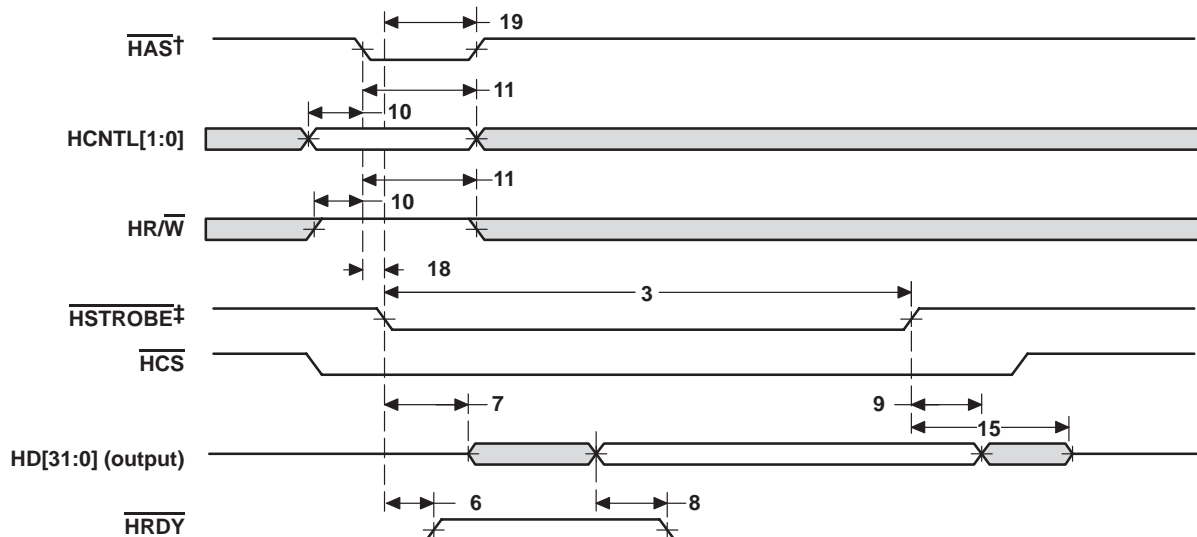 19
HAS†
11
10
HCNTL[1:0]
11
10
HR/W
18
3
HSTROBE‡
HCS
7
9
15
HD[31:0] (output)
6
8
HRDY